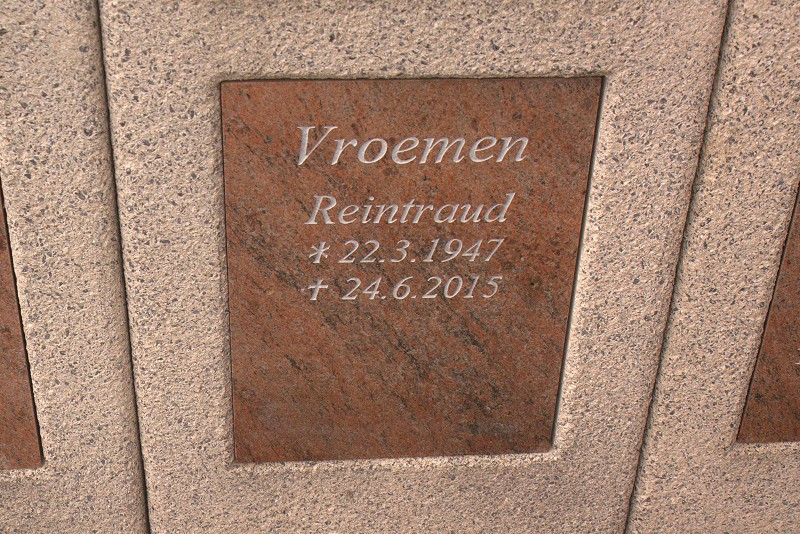 Vroemen
Reintraud
* 22.3.1947
✝ 24.6.2015